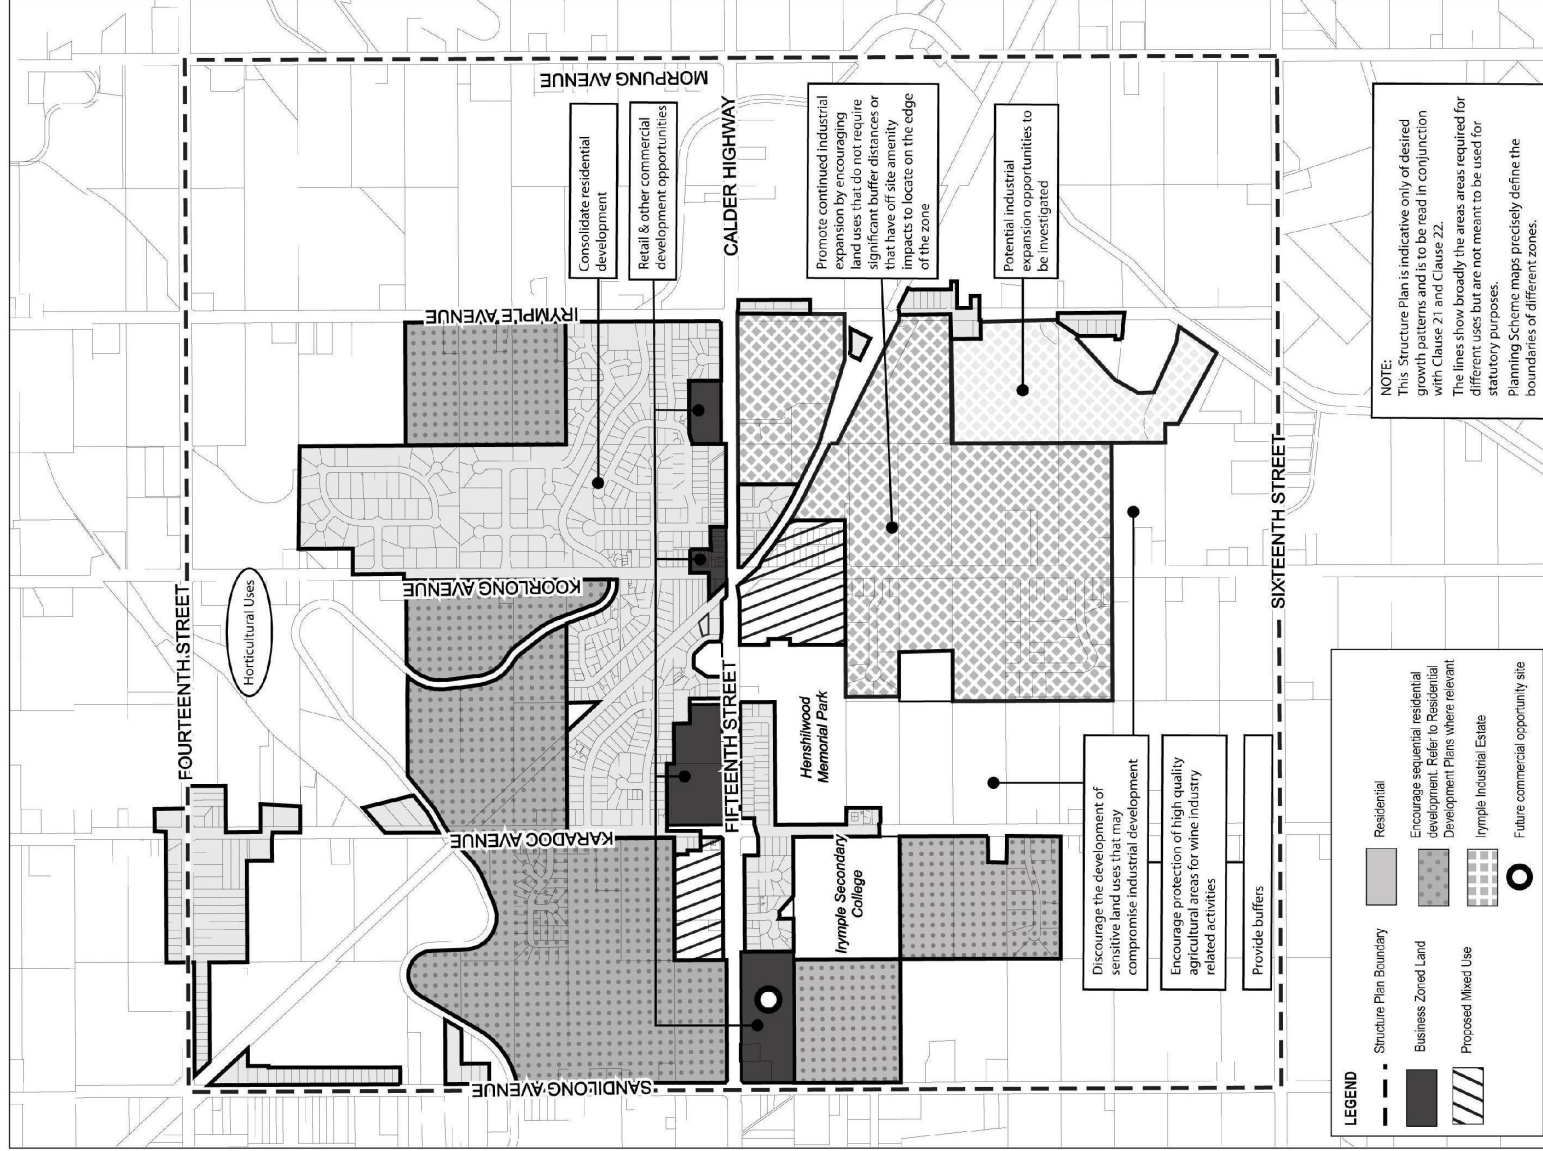 FOURTEENTH STREET
Horticultural Uses
MORPUNG AVENUE
Consolidate residential
development
Retail & other commercial
development opportunities
CALDER HIGHWAY
Promote continued industrial
expansion by encouraging
land uses that do not require
significant buffer distances or
that have off site amenity
impacts to locate on the edge
of the zone
Potential industrial
expansion opportunities to
be investigated
IRYMPLE AVENUE
KOORLONG AVENUE
KARADOC AVENUE
SANDILONG AVENUE
FIFTEENTH STREET
Henshilwood
Memorial Park
Irymple Secondary
College
SIXTEENTH STREET
Discourage the development of
sensitive land uses that may
compromise industrial development
Encourage protection of high quality
agricultural areas for wine industry
related activities
Provide buffers
LEGEND
Structure Plan Boundary
Business Zoned Land
Proposed Mixed Use
Residential
Encourage sequential residential
development. Refer to Residential
Development Plans where relevant
Irymple Industrial Estate
Future commercial opportunity site
NOTE:
This Structure Plan is indicative only of desired
growth patterns and is to be read in conjunction
with Clause 21 and Clause 22.
The lines show broadly the areas areas required for
different uses but are not meant to be used for
statutory purposes.
Planning Scheme maps precisely define the
boundaries of different zones.